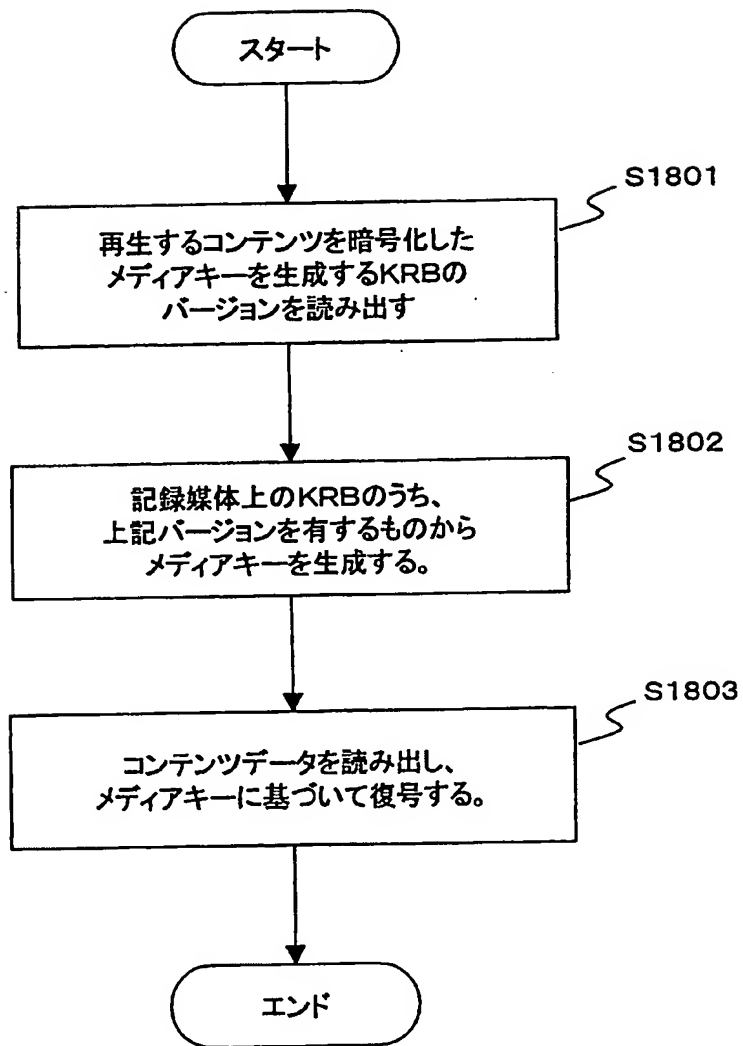 スタート
S1801
再生するコンテンツを暗号化した
メディアキーを生成するKRBの
バージョンを読み出す
S1802
記録媒体上のKRBのうち、
上記バージョンを有するものから
メディアキーを生成する。
S1803
コンテンツデータを読み出し、
メディアキーに基づいて復号する。
エンド